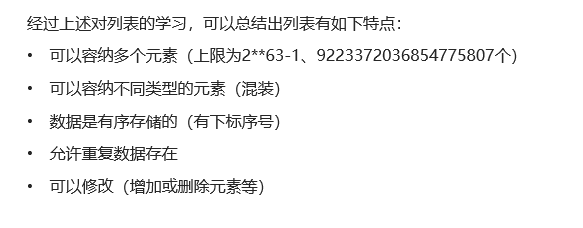 经过上述对列表的学习，可以总结出列表有如下特点：
• 可以容纳多个元素（上限为2**63-1、9223372036854775807个）
• 可以容纳不同类型的元素（混装）
• 数据是有序存储的（有下标序号）
• 允许重复数据存在
• 可以修改（增加或删除元素等）